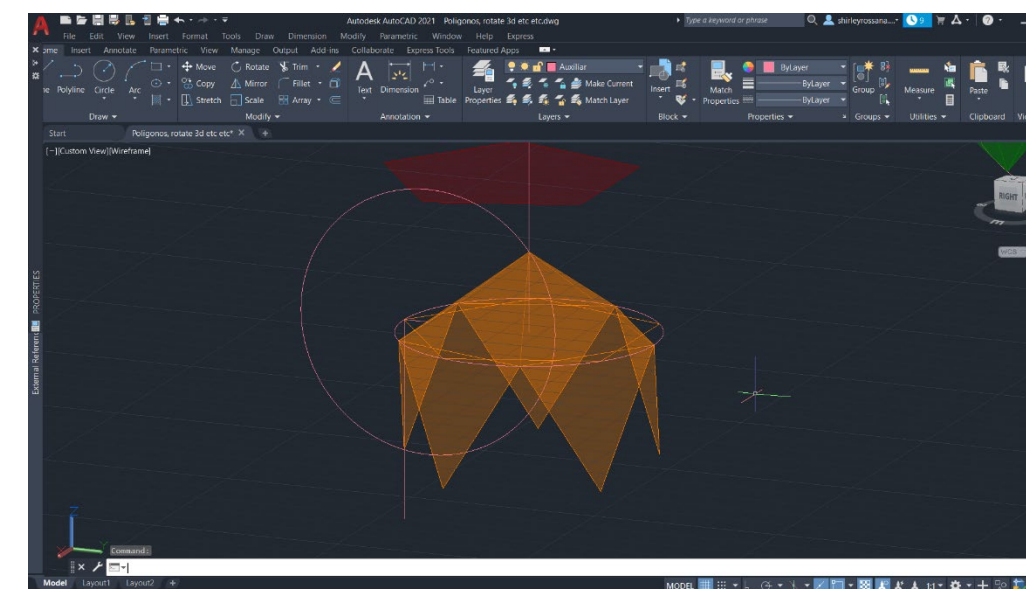 Autodesk AutoCAD 2021 Poligonos, rotate 3d etc etc.dwg
Type a keyword or phrase
shirleyrossana....
9
File Edit View Insert Format Tools Draw Dimension Modify Parametric Window Help Express
ome Insert Annotate Parametric View Manage Output Add-ins Collaborate Express Tools Featured Apps
Move Rotate Trim
Auxiliar
ByLayer
Polyline Circle Arc
Copy Mirror Fillet
Text Dimension
Layer Properties
Make Current
Insert
Match Properties
ByLayer
Group
Measure
Paste
Stretch Scale Array
Table
Match Layer
ByLayer
Draw Modify Annotation Layers Block Properties Groups Utilities Clipboard
Start Poligonos, rotate 3d etc etc*
[−][Custom View][Wireframe]
RIGHT
WCS
PROPERTIES
External Referenc
Z
Y
Command:
Model Layout1 Layout2 +
MODEL
1:1